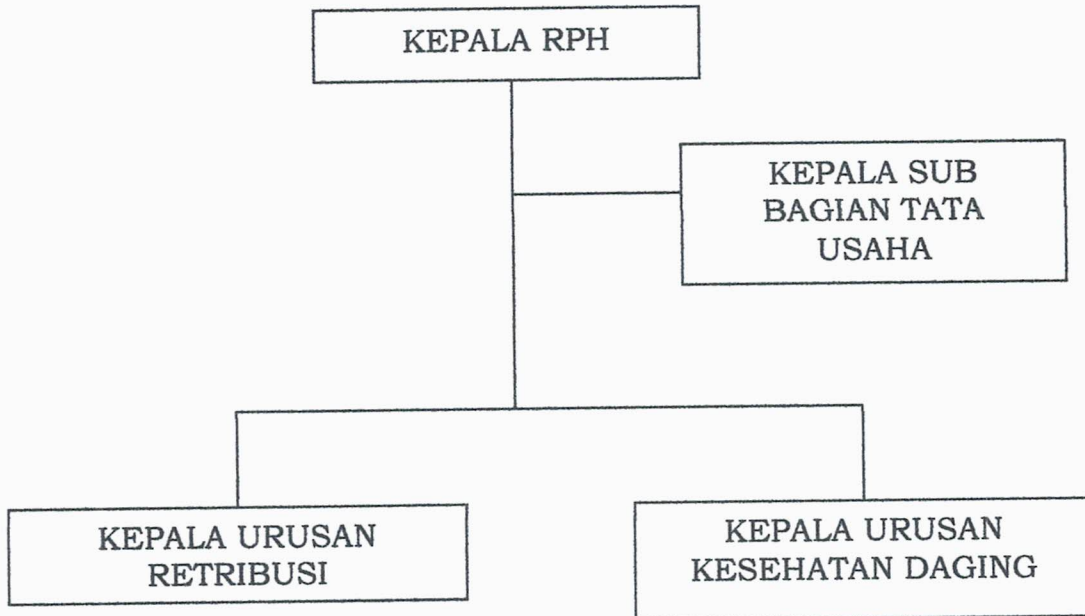 KEPALA RPH
KEPALA SUB
BAGIAN TATA
USAHA
KEPALA URUSAN
RETRIBUSI
KEPALA URUSAN
KESEHATAN DAGING